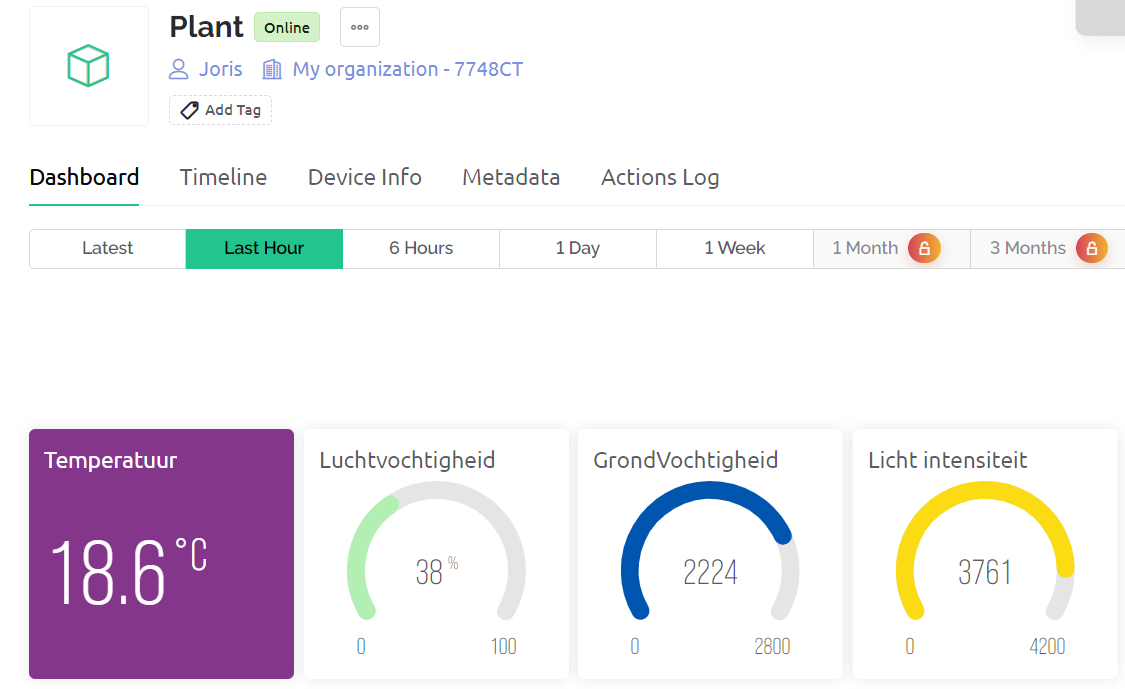 Plant Online
Joris My organization - 7748CT
Add Tag
Dashboard Timeline Device Info Metadata Actions Log
Latest Last Hour 6 Hours 1 Day 1 Week 1 Month 3 Months
Temperatuur Luchtvochtigheid GrondVochtigheid Licht intensiteit
18.6 °C 38 % 2224 3761
0 100 0 2800 0 4200